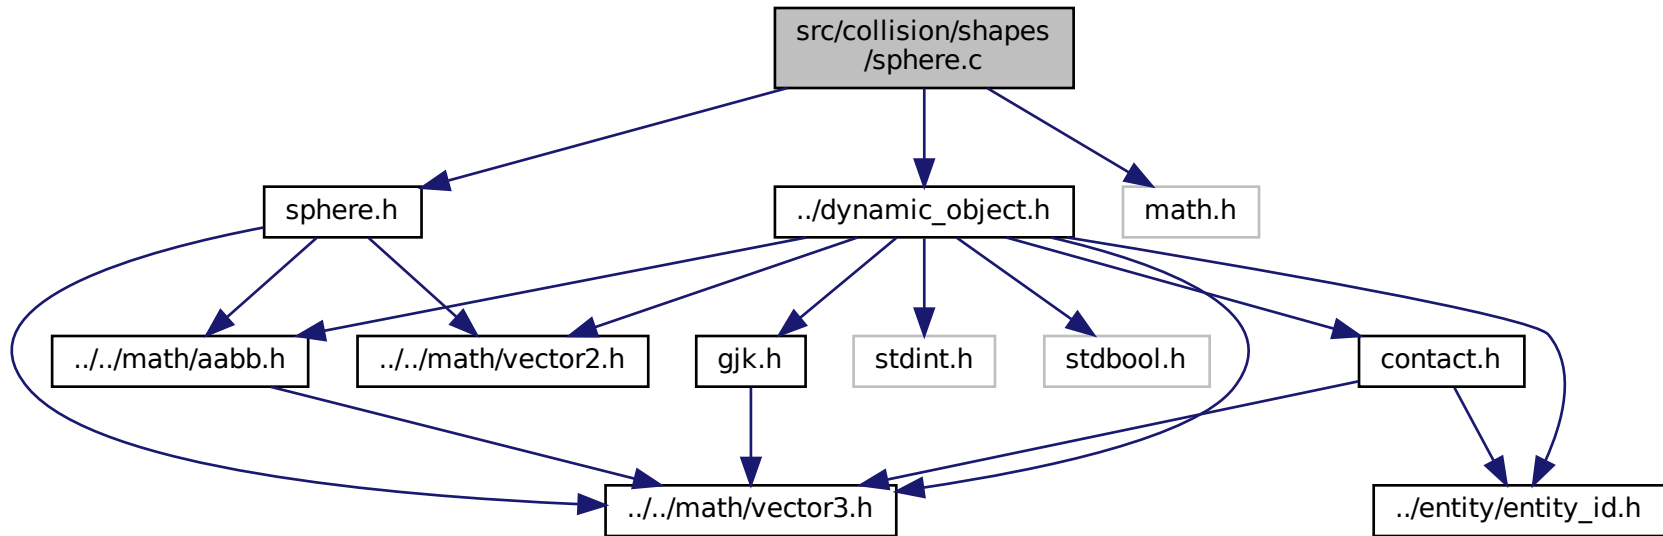 src/collision/shapes
/sphere.c
sphere.h
../dynamic_object.h
math.h
../../math/aabb.h
../../math/vector2.h
gjk.h
stdint.h
stdbool.h
contact.h
../../math/vector3.h
../entity/entity_id.h